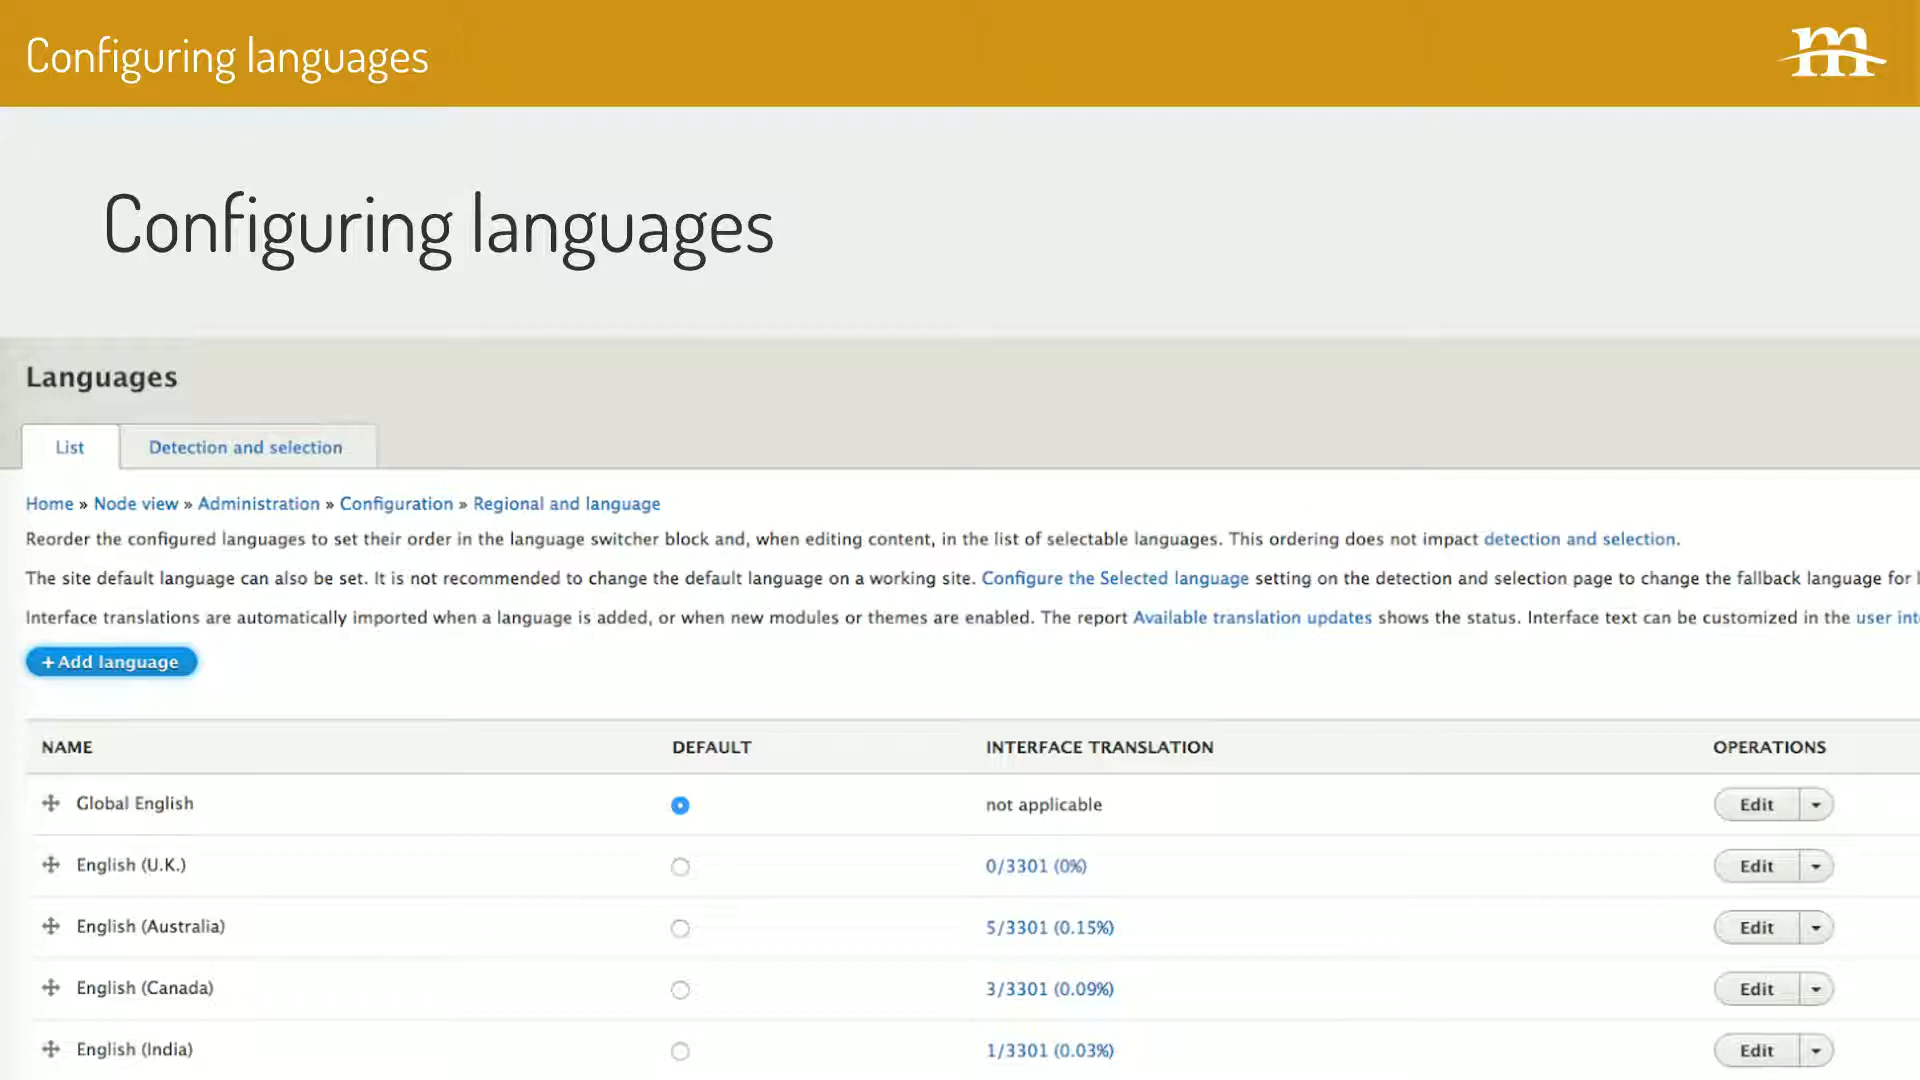 Configuring languages
m
Configuring languages
Languages
List
Detection and selection
Home » Node view » Administration » Configuration » Regional and language
Reorder the configured languages to set their order in the language switcher block and, when editing content, in the list of selectable languages. This ordering does not impact detection and selection.
The site default language can also be set. It is not recommended to change the default language on a working site. Configure the Selected language setting on the detection and selection page to change the fallback language for
Interface translations are automatically imported when a language is added, or when new modules or themes are enabled. The report Available translation updates shows the status. Interface text can be customized in the user
+ Add language
NAME DEFAULT INTERFACE TRANSLATION OPERATIONS
Global English not applicable Edit
English (U.K.) 0/3301 (0%) Edit
English (Australia) 5/3301 (0.15%) Edit
English (Canada) 3/3301 (0.09%) Edit
English (India) 1/3301 (0.03%) Edit